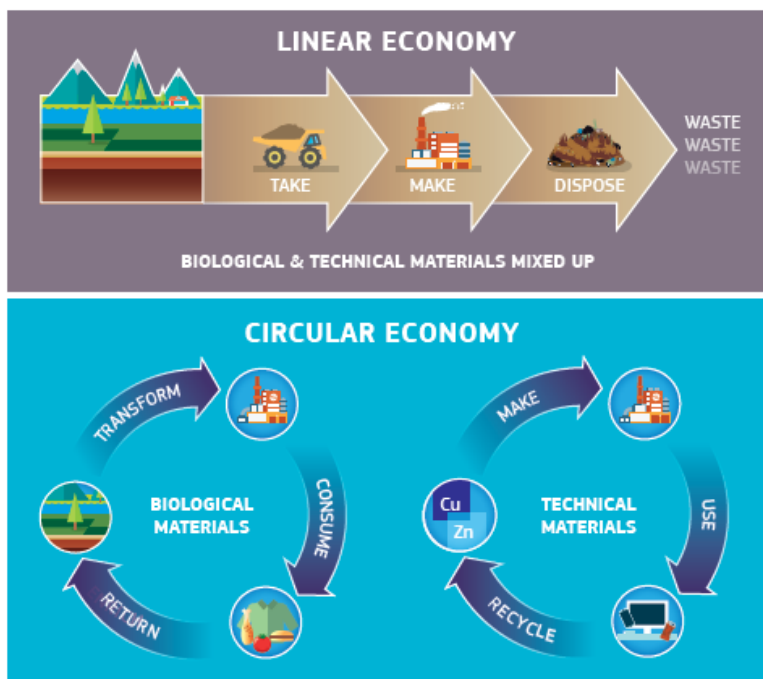 LINEAR ECONOMY
TAKE
MAKE
DISPOSE
WASTE
WASTE
WASTE
BIOLOGICAL & TECHNICAL MATERIALS MIXED UP
CIRCULAR ECONOMY
TRANSFORM
CONSUME
RETURN
BIOLOGICAL
MATERIALS
MAKE
USE
RECYCLE
Cu
Zn
TECHNICAL
MATERIALS